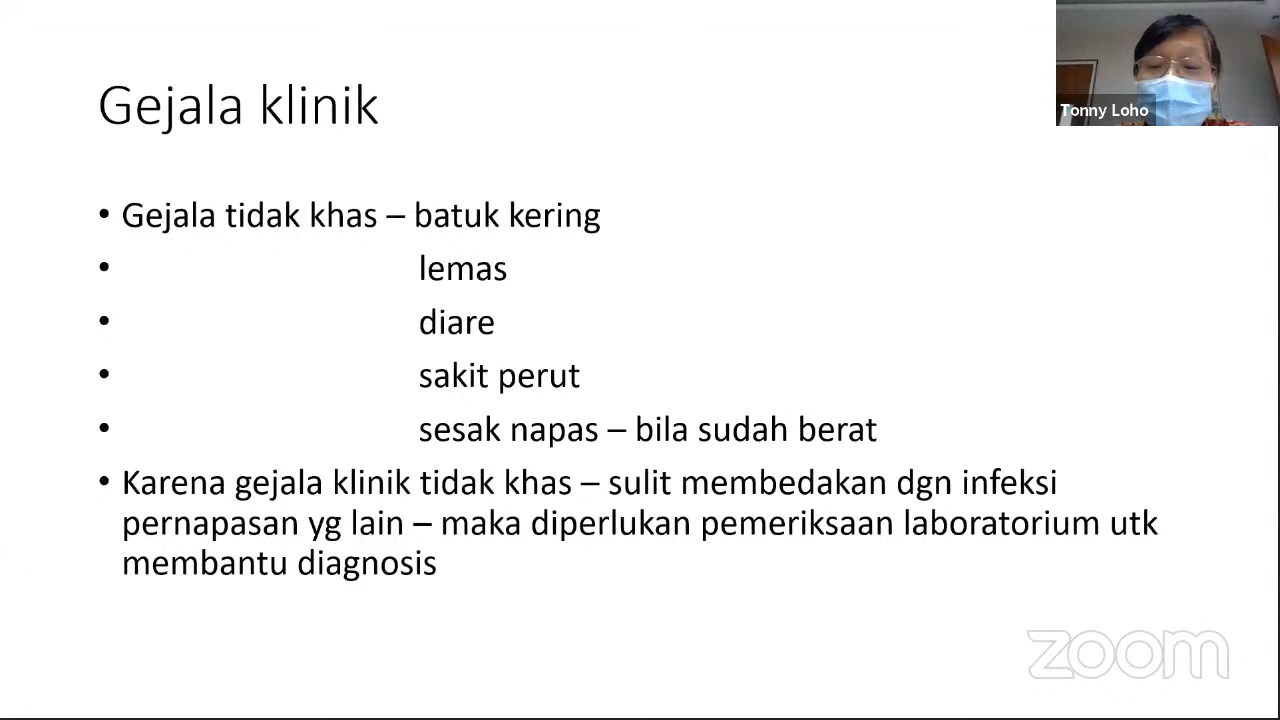 Gejala klinik
Tonny Loho
• Gejala tidak khas – batuk kering
• lemas
• diare
• sakit perut
• sesak napas – bila sudah berat
• Karena gejala klinik tidak khas – sulit membedakan dgn infeksi
pernapasan yg lain – maka diperlukan pemeriksaan laboratorium utk
membantu diagnosis
zoom